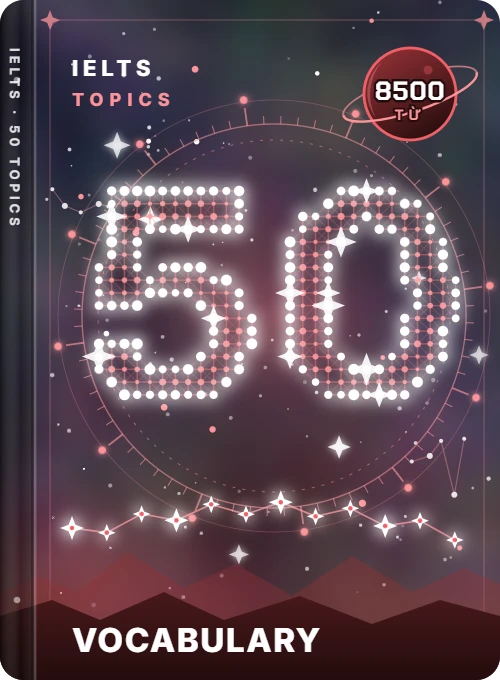 IELTS · 50 TOPICS
IELTS
TOPICS
8500
TỪ
50
VOCABULARY